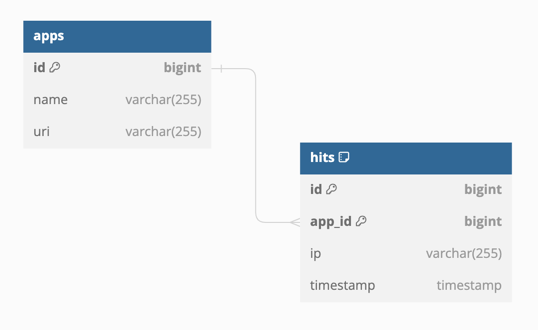 apps
id bigint
name varchar(255)
uri varchar(255)
hits
id bigint
app_id bigint
ip varchar(255)
timestamp timestamp